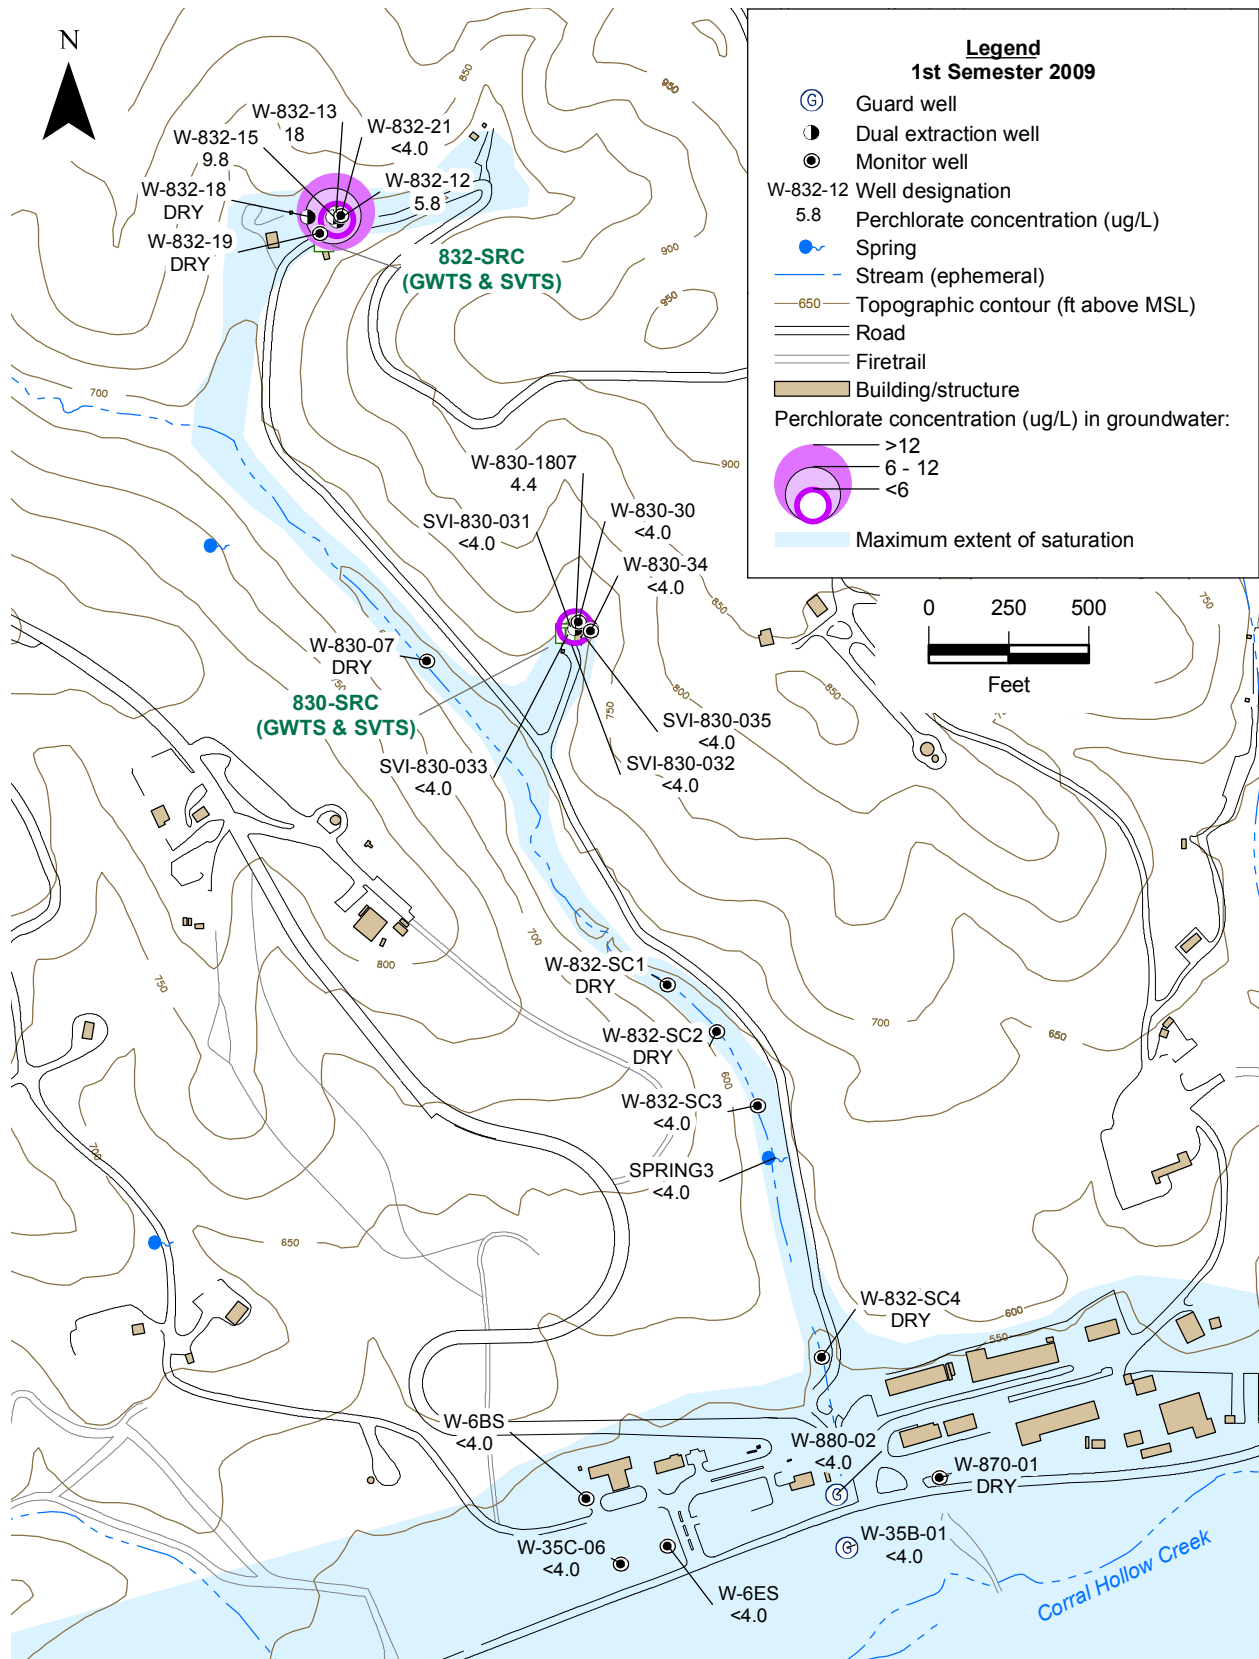 N
Legend
1st Semester 2009
Guard well
Dual extraction well
Monitor well
W-832-12 Well designation
5.8 Perchlorate concentration (ug/L)
Spring
Stream (ephemeral)
650 Topographic contour (ft above MSL)
Road
Firetrail
Building/structure
Perchlorate concentration (ug/L) in groundwater:
>12
6 - 12
<6
Maximum extent of saturation
0 250 500
Feet
850
950
W-832-13
18
W-832-21
<4.0
W-832-15
9.8
W-832-12
5.8
W-832-18
DRY
W-832-19
DRY
832-SRC
(GWTS & SVTS)
900
950
700
900
W-830-1807
4.4
SVI-830-031
<4.0
W-830-30
<4.0
W-830-34
<4.0
850
750
W-830-07
DRY
830-SRC
(GWTS & SVTS)
800
850
750
SVI-830-035
<4.0
SVI-830-033
<4.0
SVI-830-032
<4.0
700
800
750
W-832-SC1
DRY
W-832-SC2
DRY
700
650
600
W-832-SC3
<4.0
SPRING3
<4.0
700
650
W-832-SC4
DRY
600
550
W-6BS
<4.0
W-880-02
<4.0
G
W-870-01
DRY
W-35C-06
<4.0
G
W-35B-01
<4.0
W-6ES
<4.0
Corral Hollow Creek